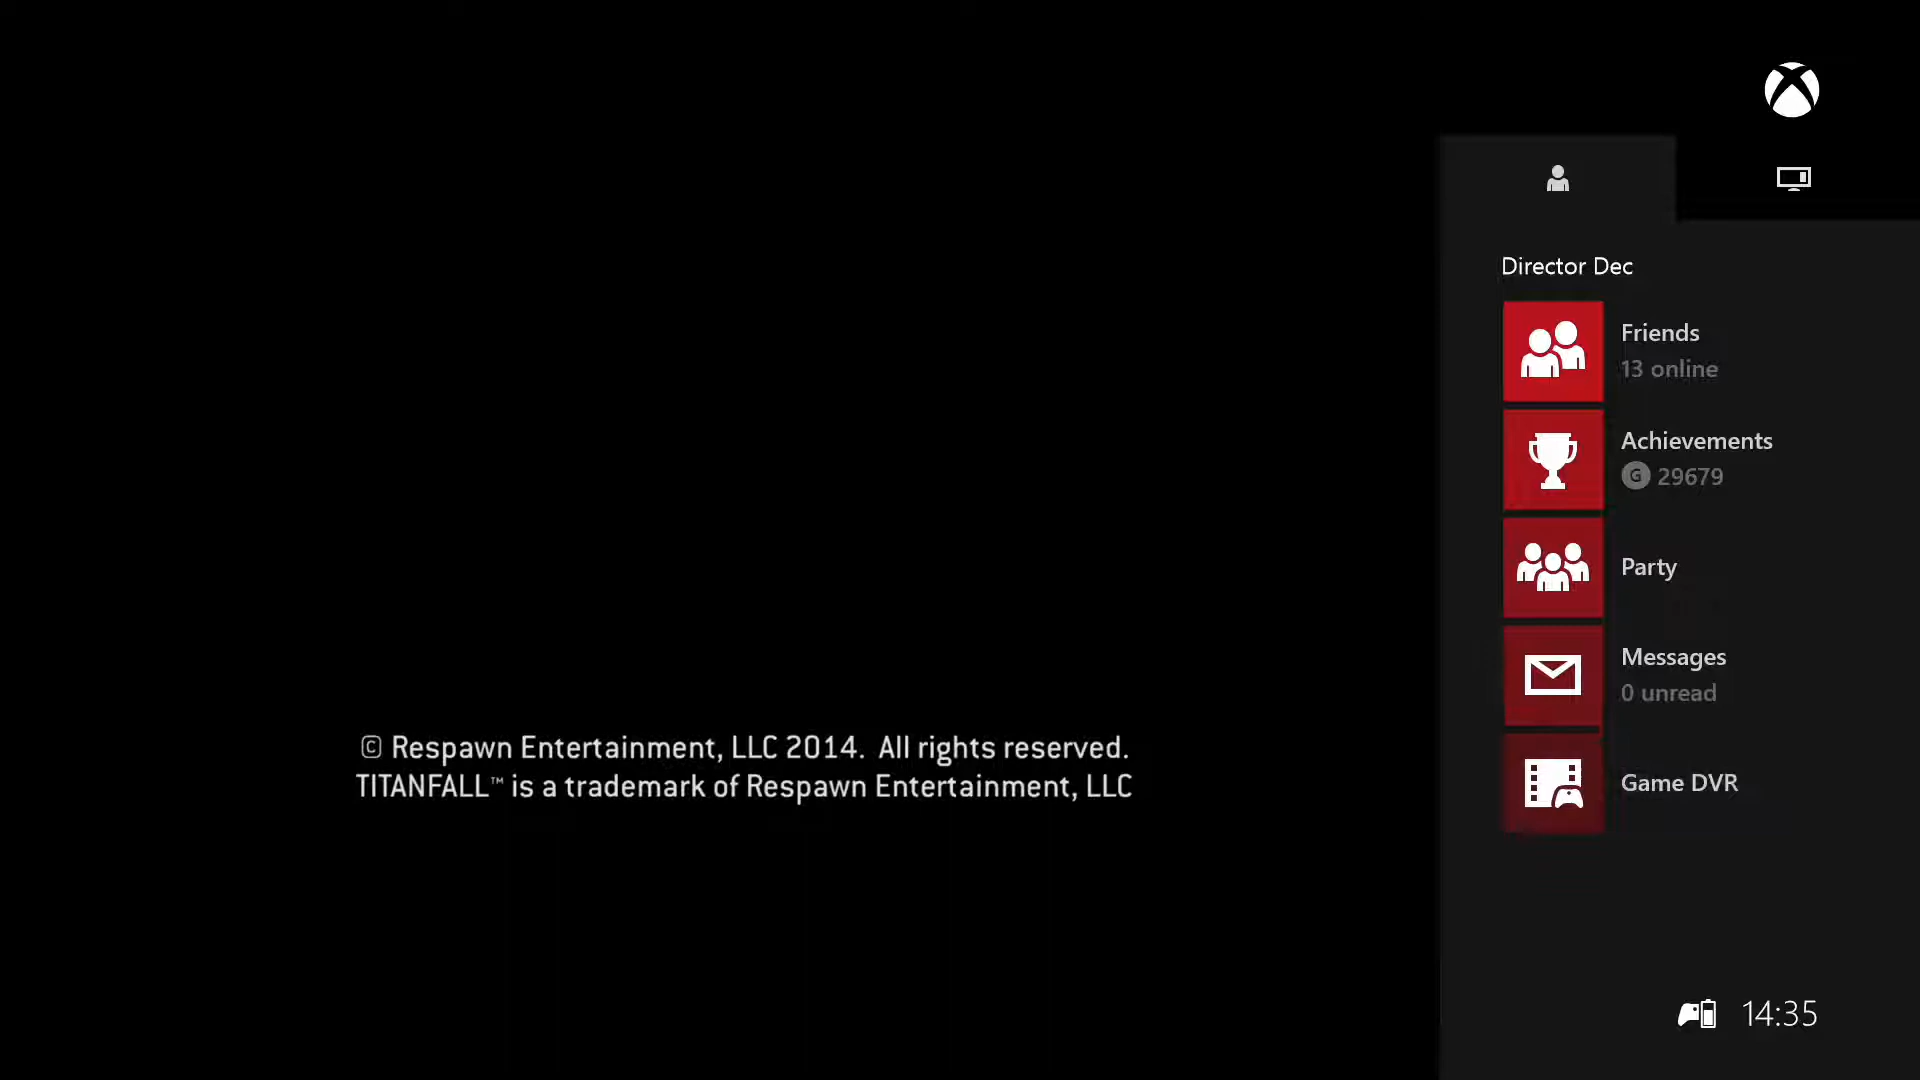 Director Dec
Friends
13 online
Achievements
G 29679
Party
Messages
0 unread
Game DVR
© Respawn Entertainment, LLC 2014.  All rights reserved.
TITANFALL™ is a trademark of Respawn Entertainment, LLC
14:35